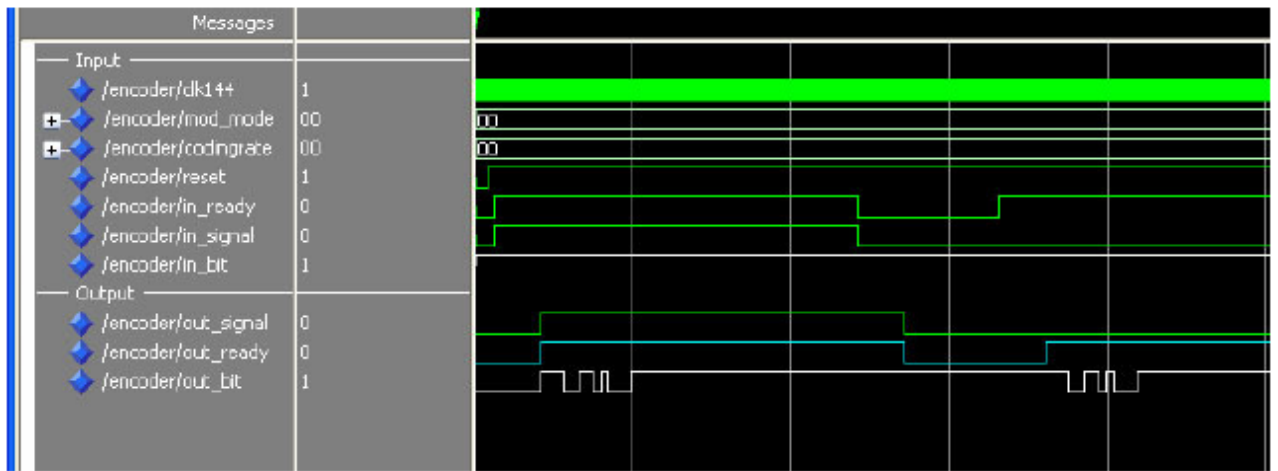 Messages
Input
/encoder/clk144 1
/encoder/mod_mode 00 00
/encoder/codingrate 00 00
/encoder/reset 1
/encoder/in_ready 0
/encoder/in_signal 0
/encoder/in_bit 1
Output
/encoder/out_signal 0
/encoder/out_ready 0
/encoder/out_bit 1